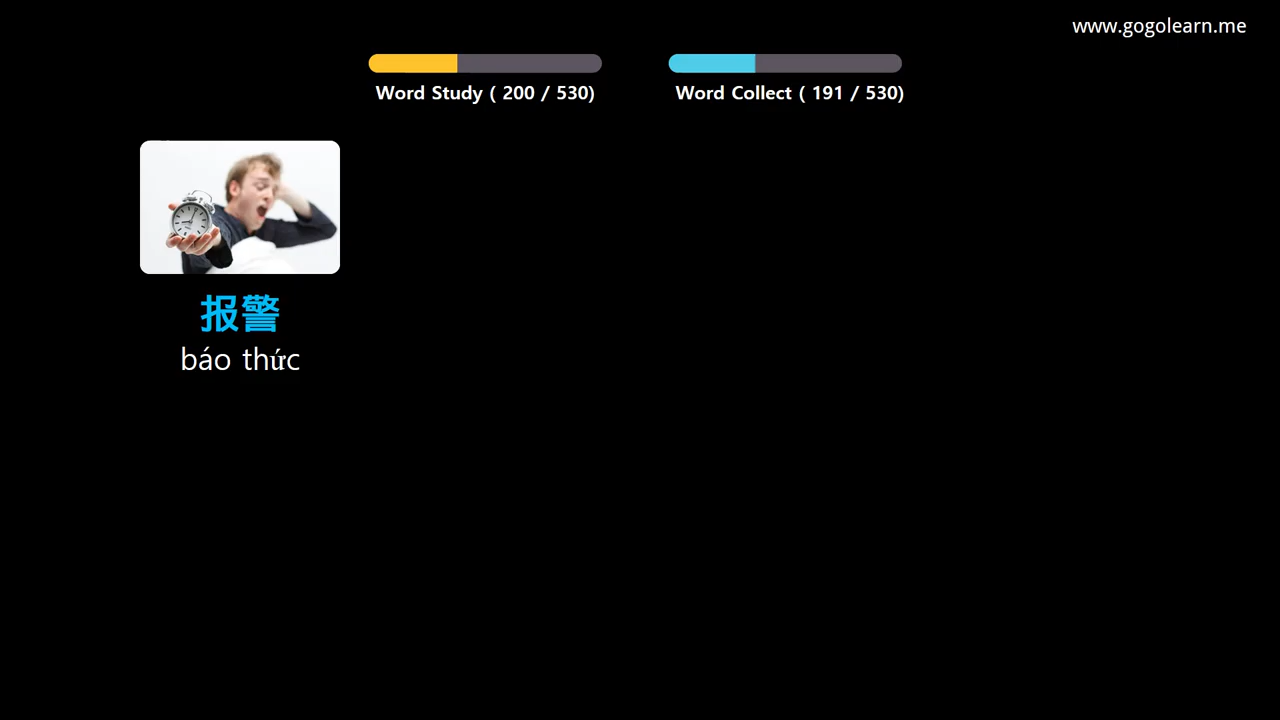 www.gogolearn.me
Word Study ( 200 / 530)
Word Collect ( 191 / 530)
报警
báo thức